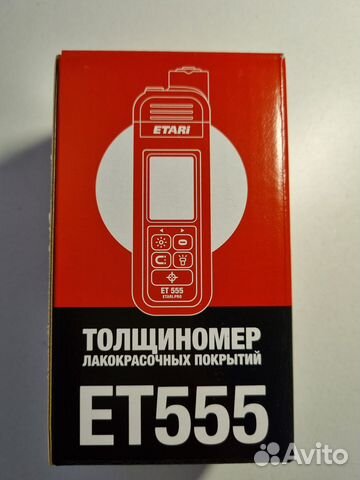 ETARI
ET 555
ETARI.PRO
ТОЛЩИНОМЕР
ЛАКОКРАСОЧНЫХ ПОКРЫТИЙ
ET555
Avito